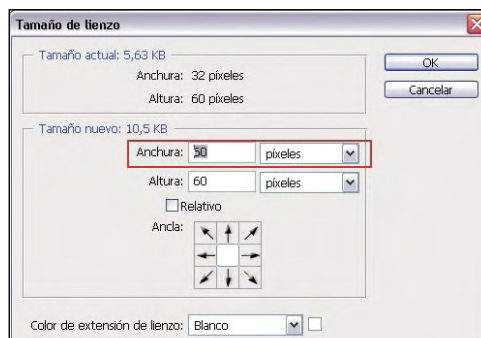 Tamaño de lienzo
Tamaño actual: 5,63 KB
OK
Anchura: 32 píxeles
Cancelar
Altura: 60 píxeles
Tamaño nuevo: 10,5 KB
Anchura: 50 píxeles
Altura: 60 píxeles
Relativo
Ancla:
Color de extensión de lienzo: Blanco